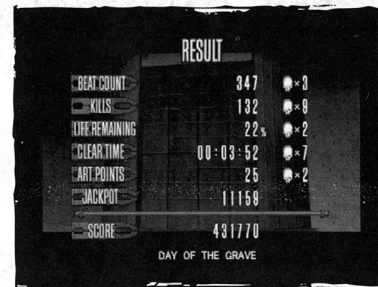 RESULT
BEAT COUNT 347 ×3
KILLS 132 ×9
LIFE REMAINING 22% ×2
CLEAR TIME 00:03:52 ×7
ART POINTS 25 ×2
JACKPOT 11159
SCORE 431770
DAY OF THE GRAVE